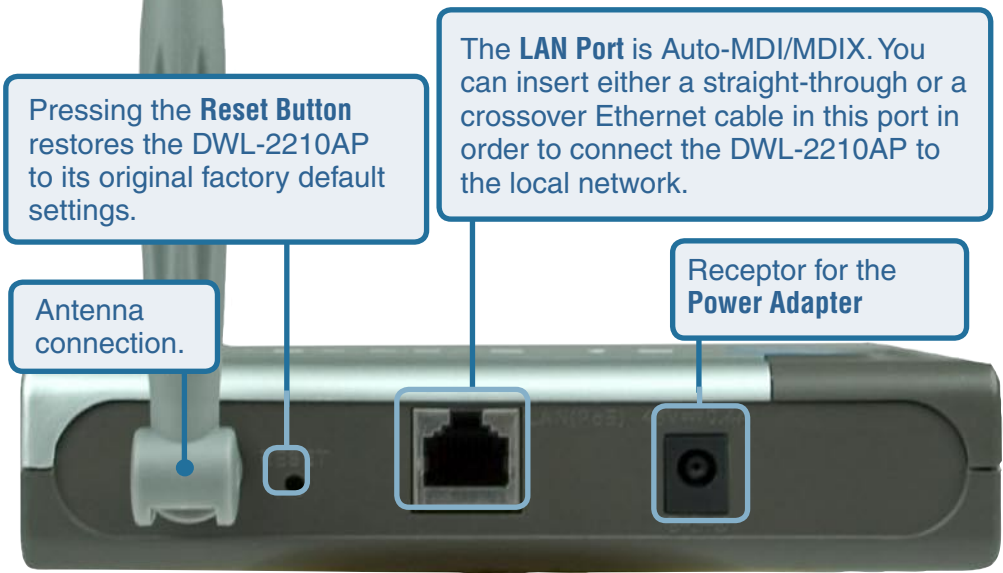 Pressing the Reset Button
restores the DWL-2210AP
to its original factory default
settings.
The LAN Port is Auto-MDI/MDIX. You
can insert either a straight-through or a
crossover Ethernet cable in this port in
order to connect the DWL-2210AP to
the local network.
Antenna
connection.
Receptor for the
Power Adapter
RESET